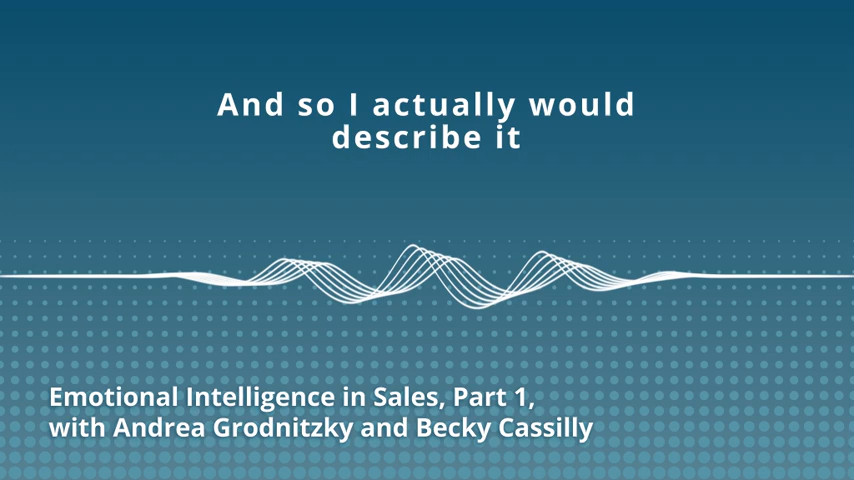 And so I actually would
describe it
Emotional Intelligence in Sales, Part 1,
with Andrea Grodnitzky and Becky Cassilly